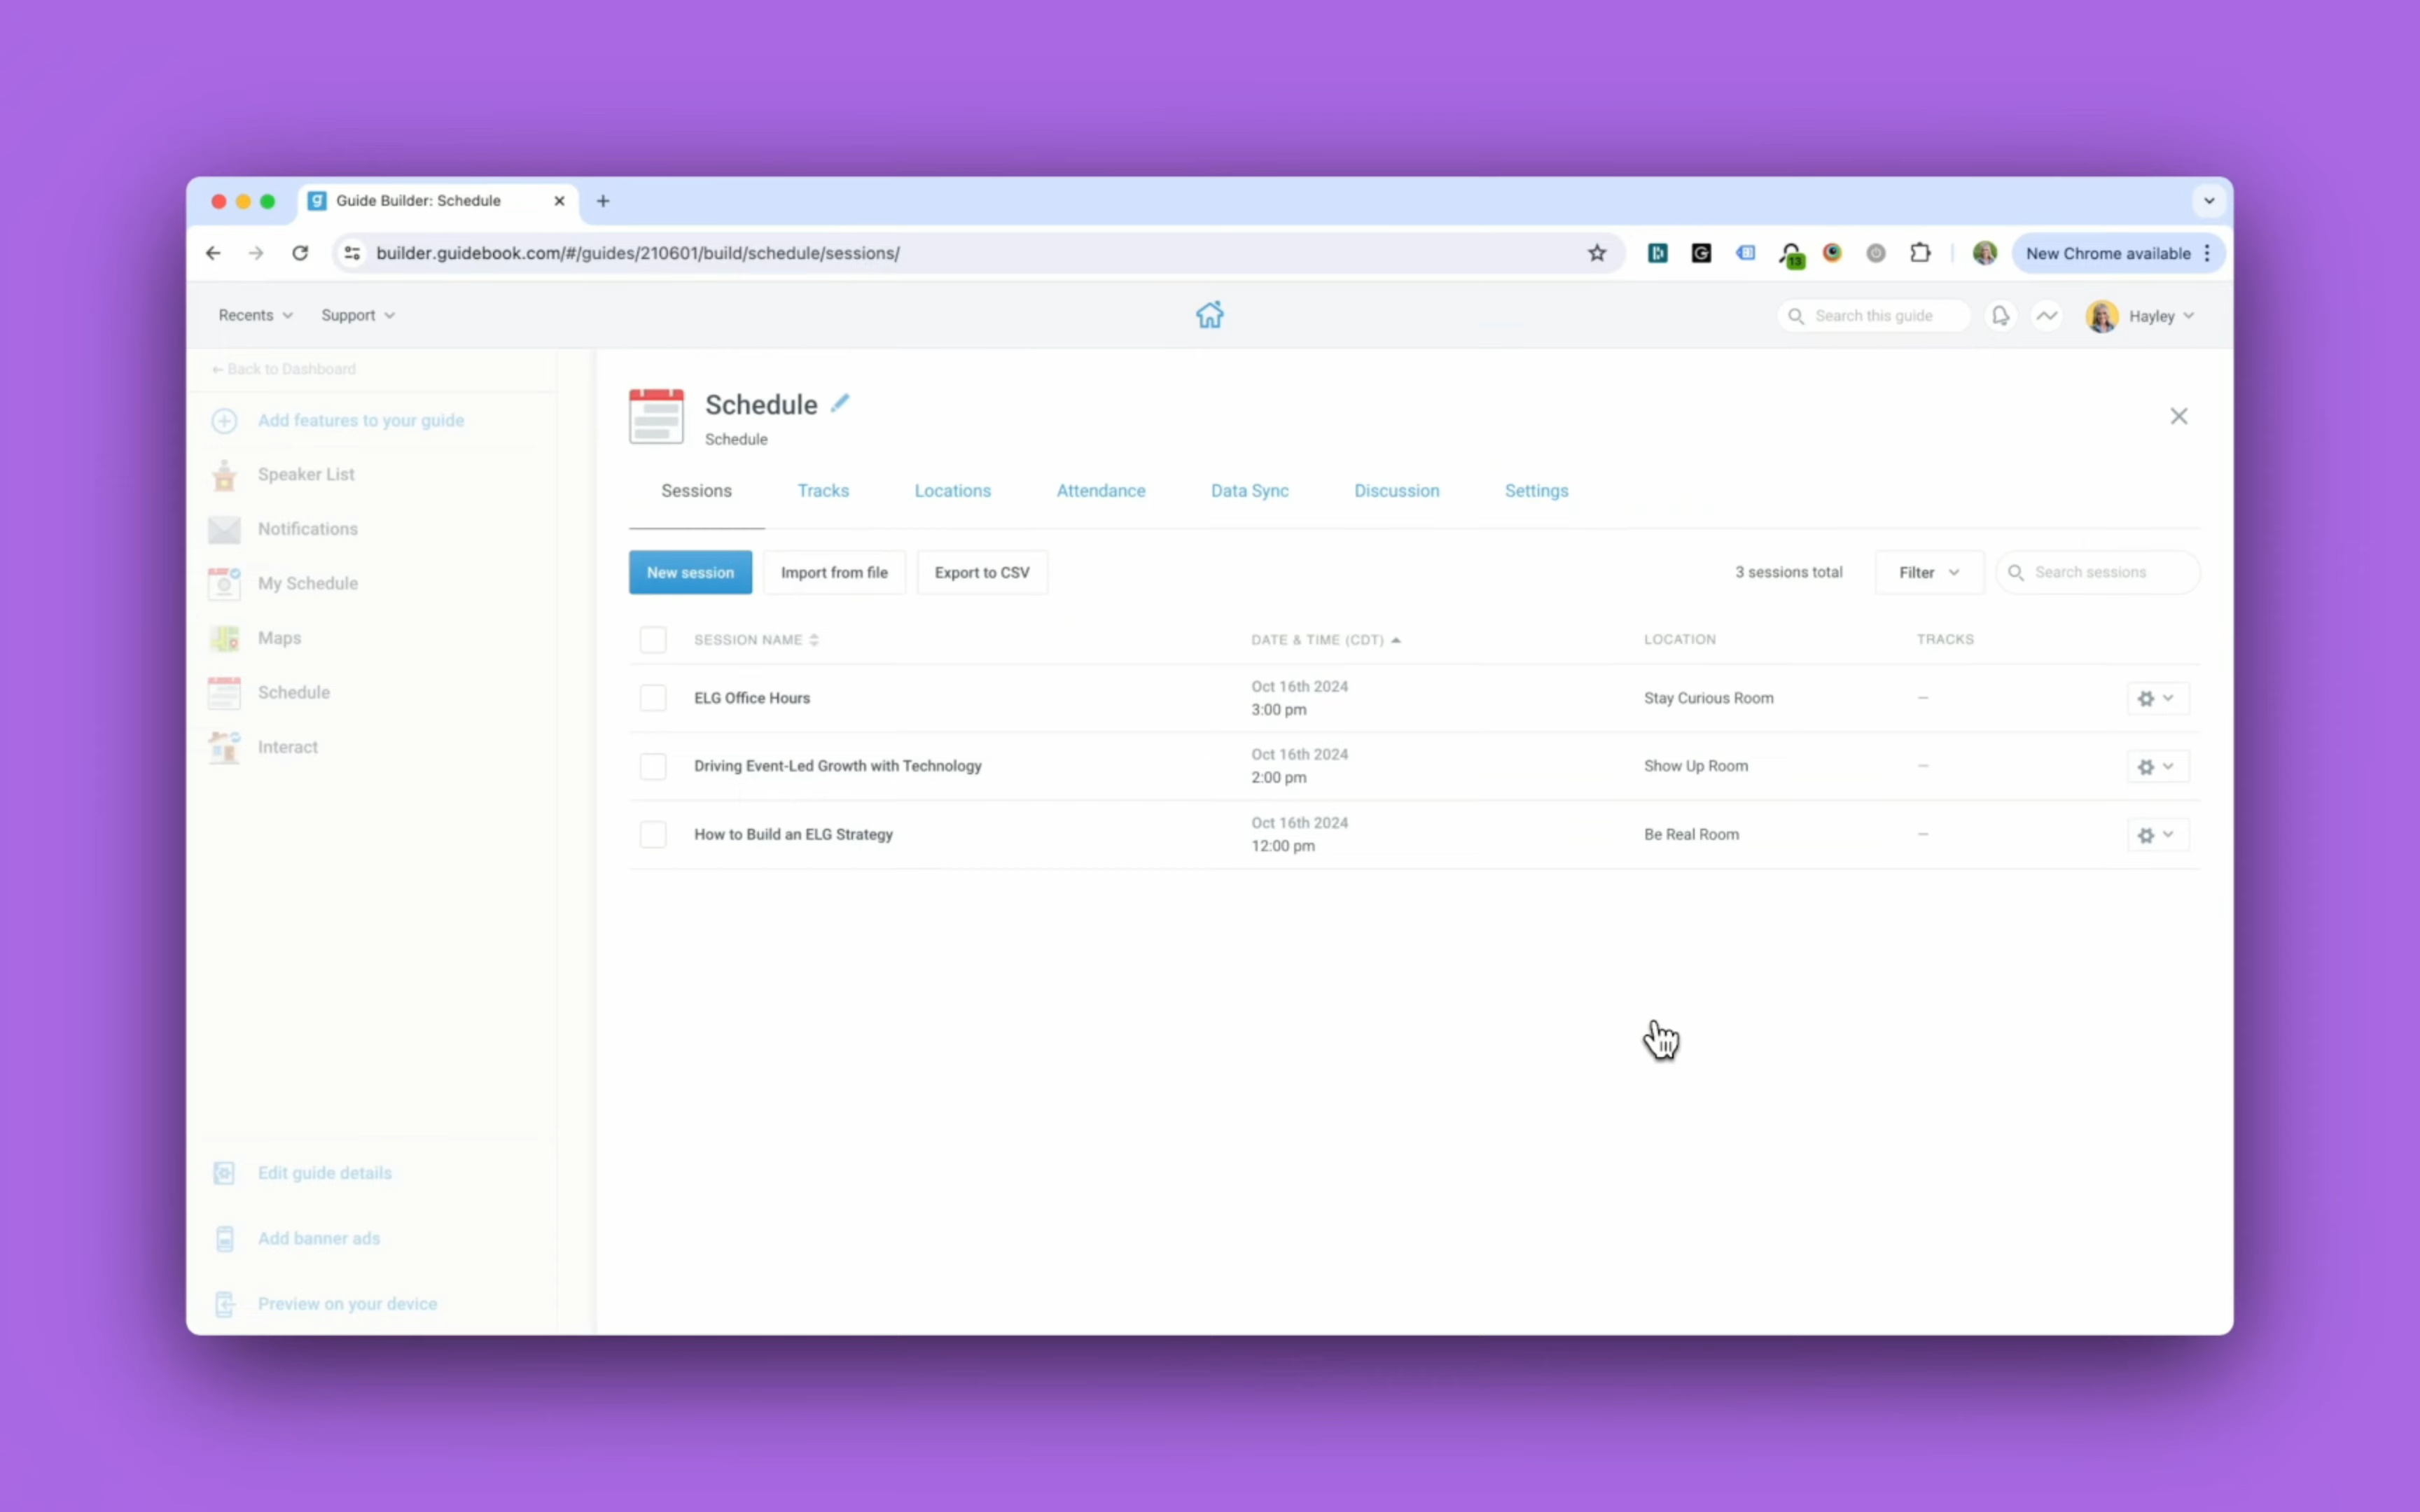 Guide Builder: Schedule
builder.guidebook.com/#/guides/210601/build/schedule/sessions/
13
New Chrome available
Recents
Support
Search this guide
Hayley
← Back to Dashboard
Add features to your guide
Speaker List
Notifications
My Schedule
Maps
Schedule
Interact
Edit guide details
Add banner ads
Preview on your device
Schedule
Schedule
Sessions Tracks Locations Attendance Data Sync Discussion Settings
New session Import from file Export to CSV 3 sessions total Filter Search sessions
SESSION NAME DATE & TIME (CDT) LOCATION TRACKS
ELG Office Hours Oct 16th 2024 Stay Curious Room –
3:00 pm
Driving Event-Led Growth with Technology Oct 16th 2024 Show Up Room –
2:00 pm
How to Build an ELG Strategy Oct 16th 2024 Be Real Room –
12:00 pm